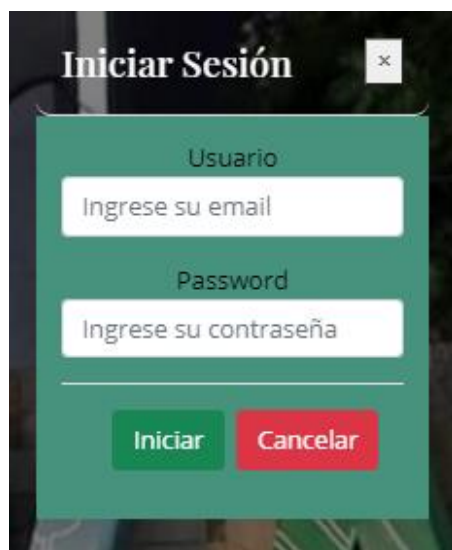 Iniciar Sesión ×
Usuario
Ingrese su email
Password
Ingrese su contraseña
Iniciar Cancelar